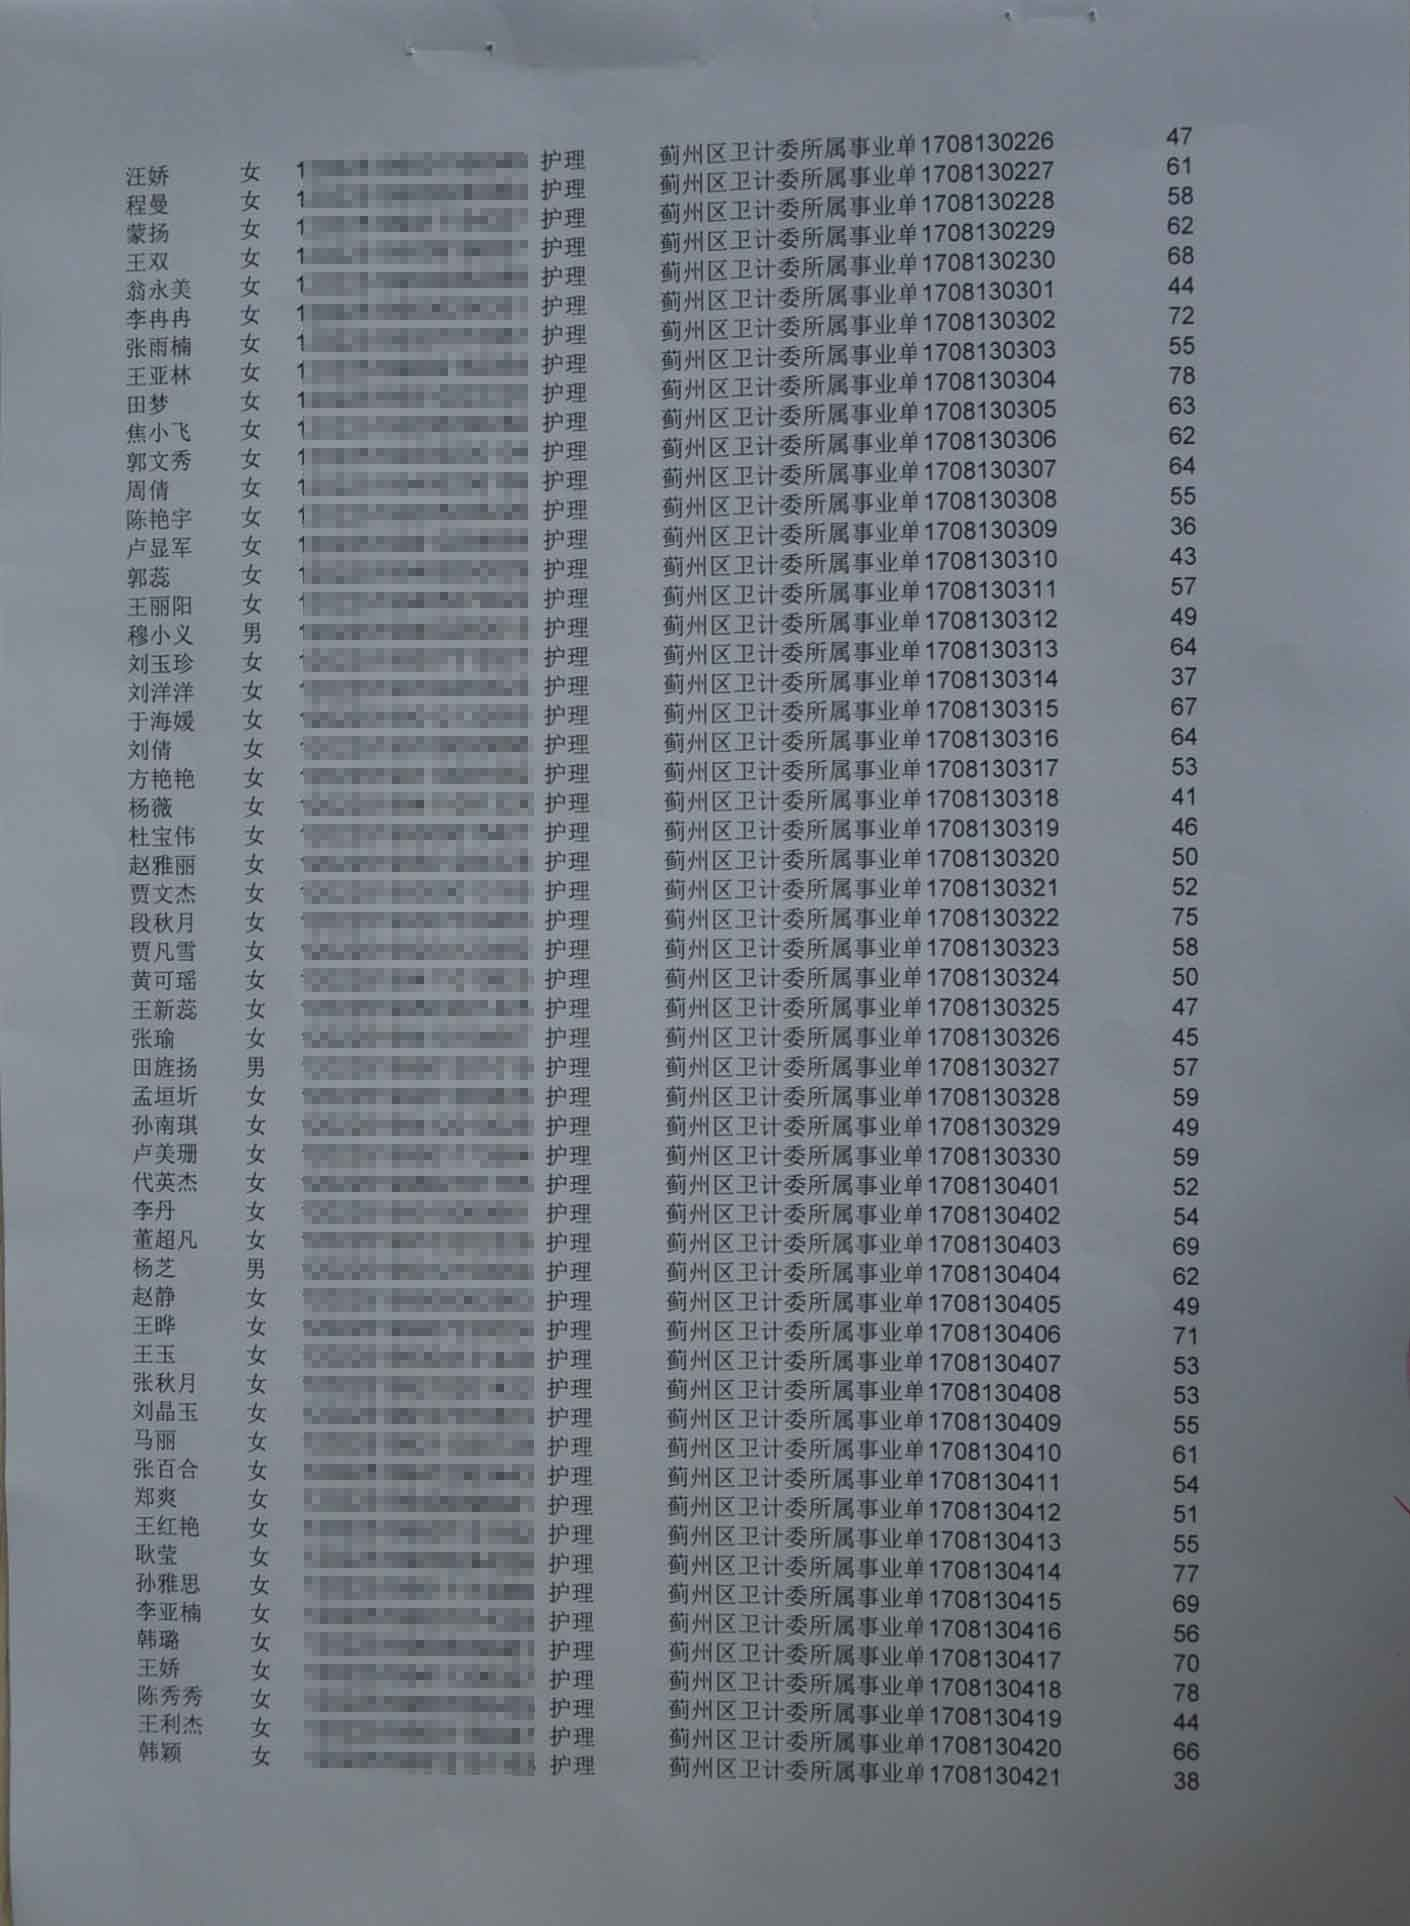 汪娇 女 1 护理 蓟州区卫计委所属事业单1708130226 47
程曼 女 1 护理 蓟州区卫计委所属事业单1708130227 61
蒙扬 女 1 护理 蓟州区卫计委所属事业单1708130228 58
王双 女 1 护理 蓟州区卫计委所属事业单1708130229 62
翁永美 女 1 护理 蓟州区卫计委所属事业单1708130230 68
李冉冉 女 1 护理 蓟州区卫计委所属事业单1708130301 44
张雨楠 女 1 护理 蓟州区卫计委所属事业单1708130302 72
王亚林 女 1 护理 蓟州区卫计委所属事业单1708130303 55
田梦 女 1 护理 蓟州区卫计委所属事业单1708130304 78
焦小飞 女 1 护理 蓟州区卫计委所属事业单1708130305 63
郭文秀 女 1 护理 蓟州区卫计委所属事业单1708130306 62
周倩 女 1 护理 蓟州区卫计委所属事业单1708130307 64
陈艳宇 女 1 护理 蓟州区卫计委所属事业单1708130308 55
卢显军 女 1 护理 蓟州区卫计委所属事业单1708130309 36
郭蕊 女 1 护理 蓟州区卫计委所属事业单1708130310 43
王丽阳 女 1 护理 蓟州区卫计委所属事业单1708130311 57
穆小义 男 护理 蓟州区卫计委所属事业单1708130312 49
刘玉珍 女 护理 蓟州区卫计委所属事业单1708130313 64
刘洋洋 女 护理 蓟州区卫计委所属事业单1708130314 37
于海媛 女 护理 蓟州区卫计委所属事业单1708130315 67
刘倩 女 护理 蓟州区卫计委所属事业单1708130316 64
方艳艳 女 护理 蓟州区卫计委所属事业单1708130317 53
杨薇 女 护理 蓟州区卫计委所属事业单1708130318 41
杜宝伟 女 护理 蓟州区卫计委所属事业单1708130319 46
赵雅丽 女 护理 蓟州区卫计委所属事业单1708130320 50
贾文杰 女 护理 蓟州区卫计委所属事业单1708130321 52
段秋月 女 护理 蓟州区卫计委所属事业单1708130322 75
贾凡雪 女 护理 蓟州区卫计委所属事业单1708130323 58
黄可瑶 女 护理 蓟州区卫计委所属事业单1708130324 50
王新蕊 女 护理 蓟州区卫计委所属事业单1708130325 47
张瑜 女 护理 蓟州区卫计委所属事业单1708130326 45
田旌扬 男 护理 蓟州区卫计委所属事业单1708130327 57
孟垣圻 女 护理 蓟州区卫计委所属事业单1708130328 59
孙南琪 女 护理 蓟州区卫计委所属事业单1708130329 49
卢美珊 女 护理 蓟州区卫计委所属事业单1708130330 59
代英杰 女 护理 蓟州区卫计委所属事业单1708130401 52
李丹 女 护理 蓟州区卫计委所属事业单1708130402 54
董超凡 女 护理 蓟州区卫计委所属事业单1708130403 69
杨芝 男 护理 蓟州区卫计委所属事业单1708130404 62
赵静 女 护理 蓟州区卫计委所属事业单1708130405 49
王晔 女 护理 蓟州区卫计委所属事业单1708130406 71
王玉 女 护理 蓟州区卫计委所属事业单1708130407 53
张秋月 女 护理 蓟州区卫计委所属事业单1708130408 53
刘晶玉 女 护理 蓟州区卫计委所属事业单1708130409 55
马丽 女 护理 蓟州区卫计委所属事业单1708130410 61
张百合 女 护理 蓟州区卫计委所属事业单1708130411 54
郑爽 女 护理 蓟州区卫计委所属事业单1708130412 51
王红艳 女 护理 蓟州区卫计委所属事业单1708130413 55
耿莹 女 护理 蓟州区卫计委所属事业单1708130414 77
孙雅思 女 护理 蓟州区卫计委所属事业单1708130415 69
李亚楠 女 护理 蓟州区卫计委所属事业单1708130416 56
韩璐 女 护理 蓟州区卫计委所属事业单1708130417 70
王娇 女 护理 蓟州区卫计委所属事业单1708130418 78
陈秀秀 女 护理 蓟州区卫计委所属事业单1708130419 44
王利杰 女 护理 蓟州区卫计委所属事业单1708130420 66
韩颖 女 护理 蓟州区卫计委所属事业单1708130421 38